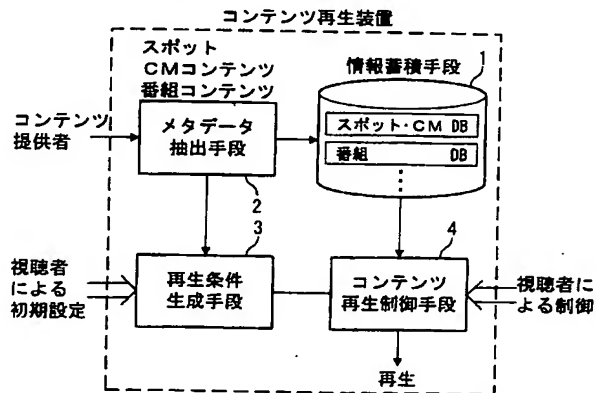 コンテンツ再生装置
スポット
CMコンテンツ
番組コンテンツ
情報蓄積手段
1
コンテンツ
提供者
メタデータ
抽出手段
スポット・CM DB
番組 DB
2
3
4
視聴者
による
初期設定
再生条件
生成手段
コンテンツ
再生制御手段
視聴者に
よる制御
再生